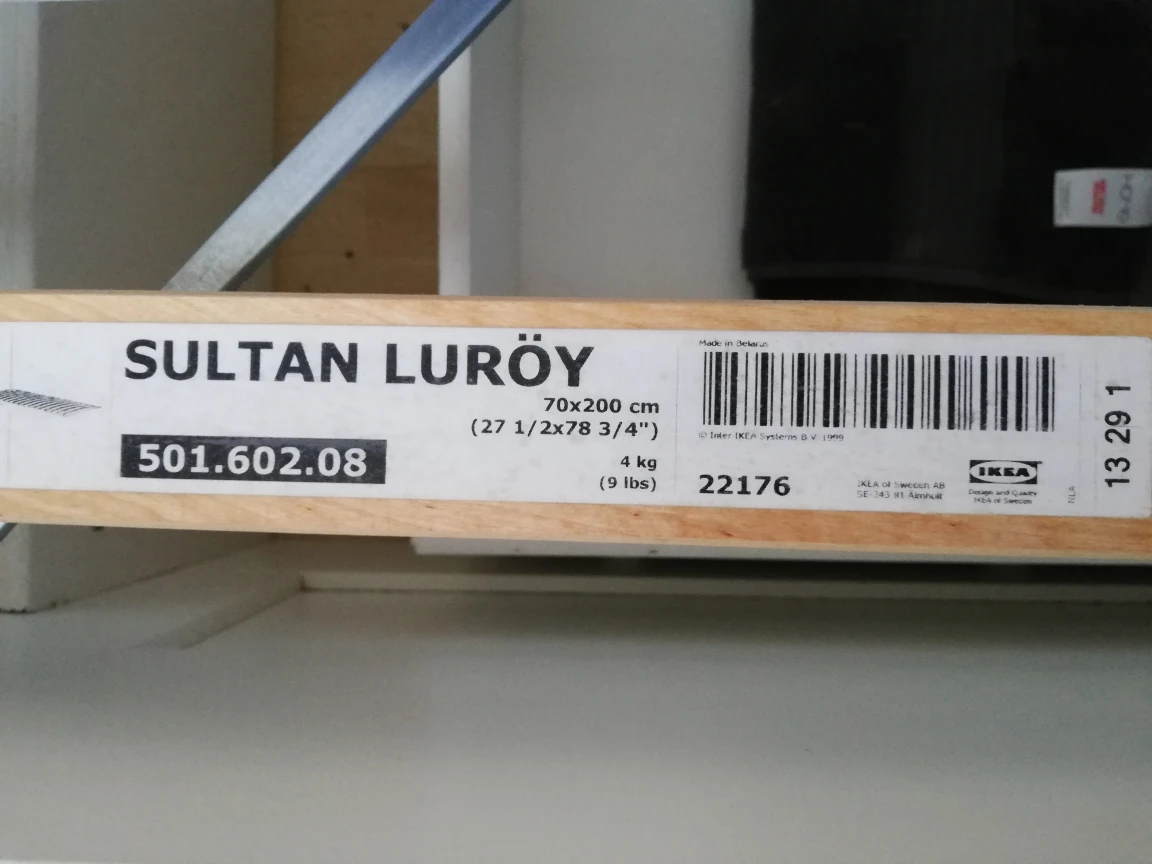 SULTAN LURÖY
70x200 cm
(27 1/2x78 3/4")
501.602.08
4 kg
(9 lbs)
Made in Belarus
© Inter IKEA Systems B.V. 1999
22176
IKEA of Sweden AB
SE-343 81 Älmhult
IKEA
Design and Quality
IKEA of Sweden
NLA
13 29 1